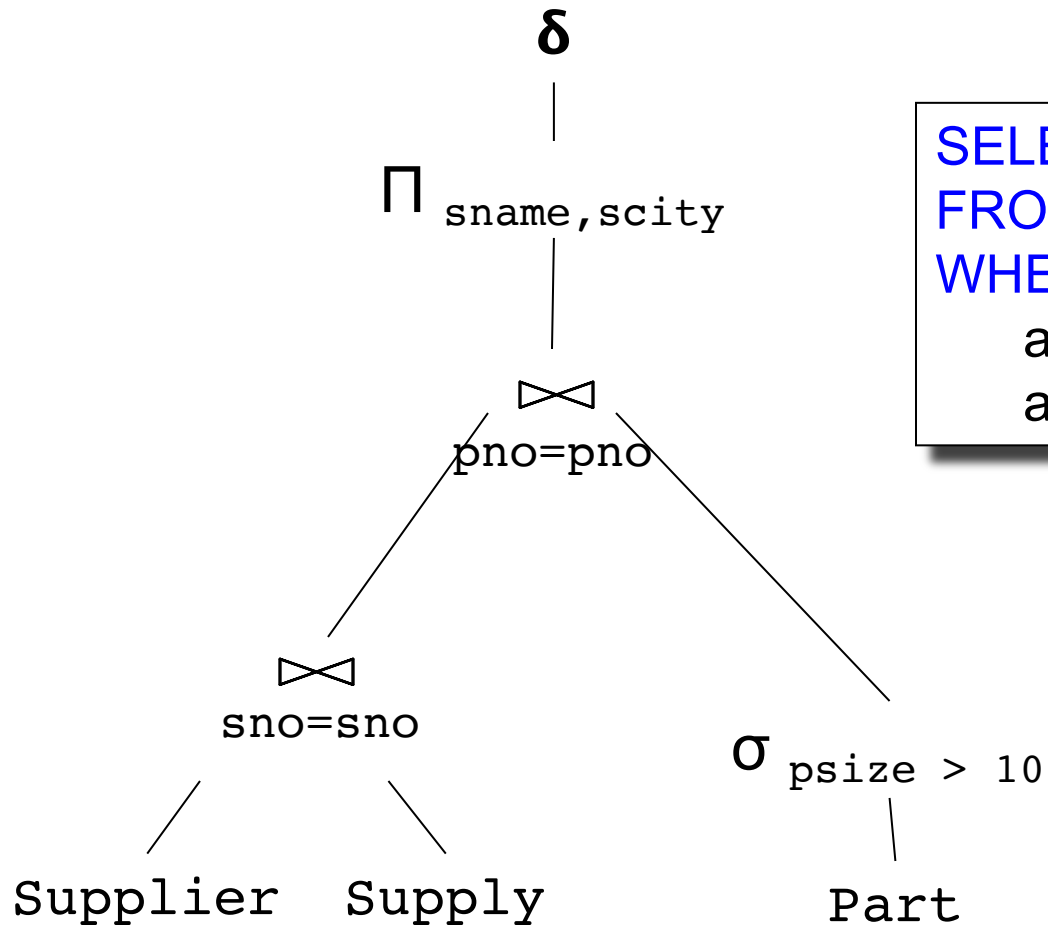 δ
Π sname,scity
SELE
FRO
WHE
a
a
⋈
pno=pno
⋈
sno=sno
σ psize > 10
Supplier Supply Part